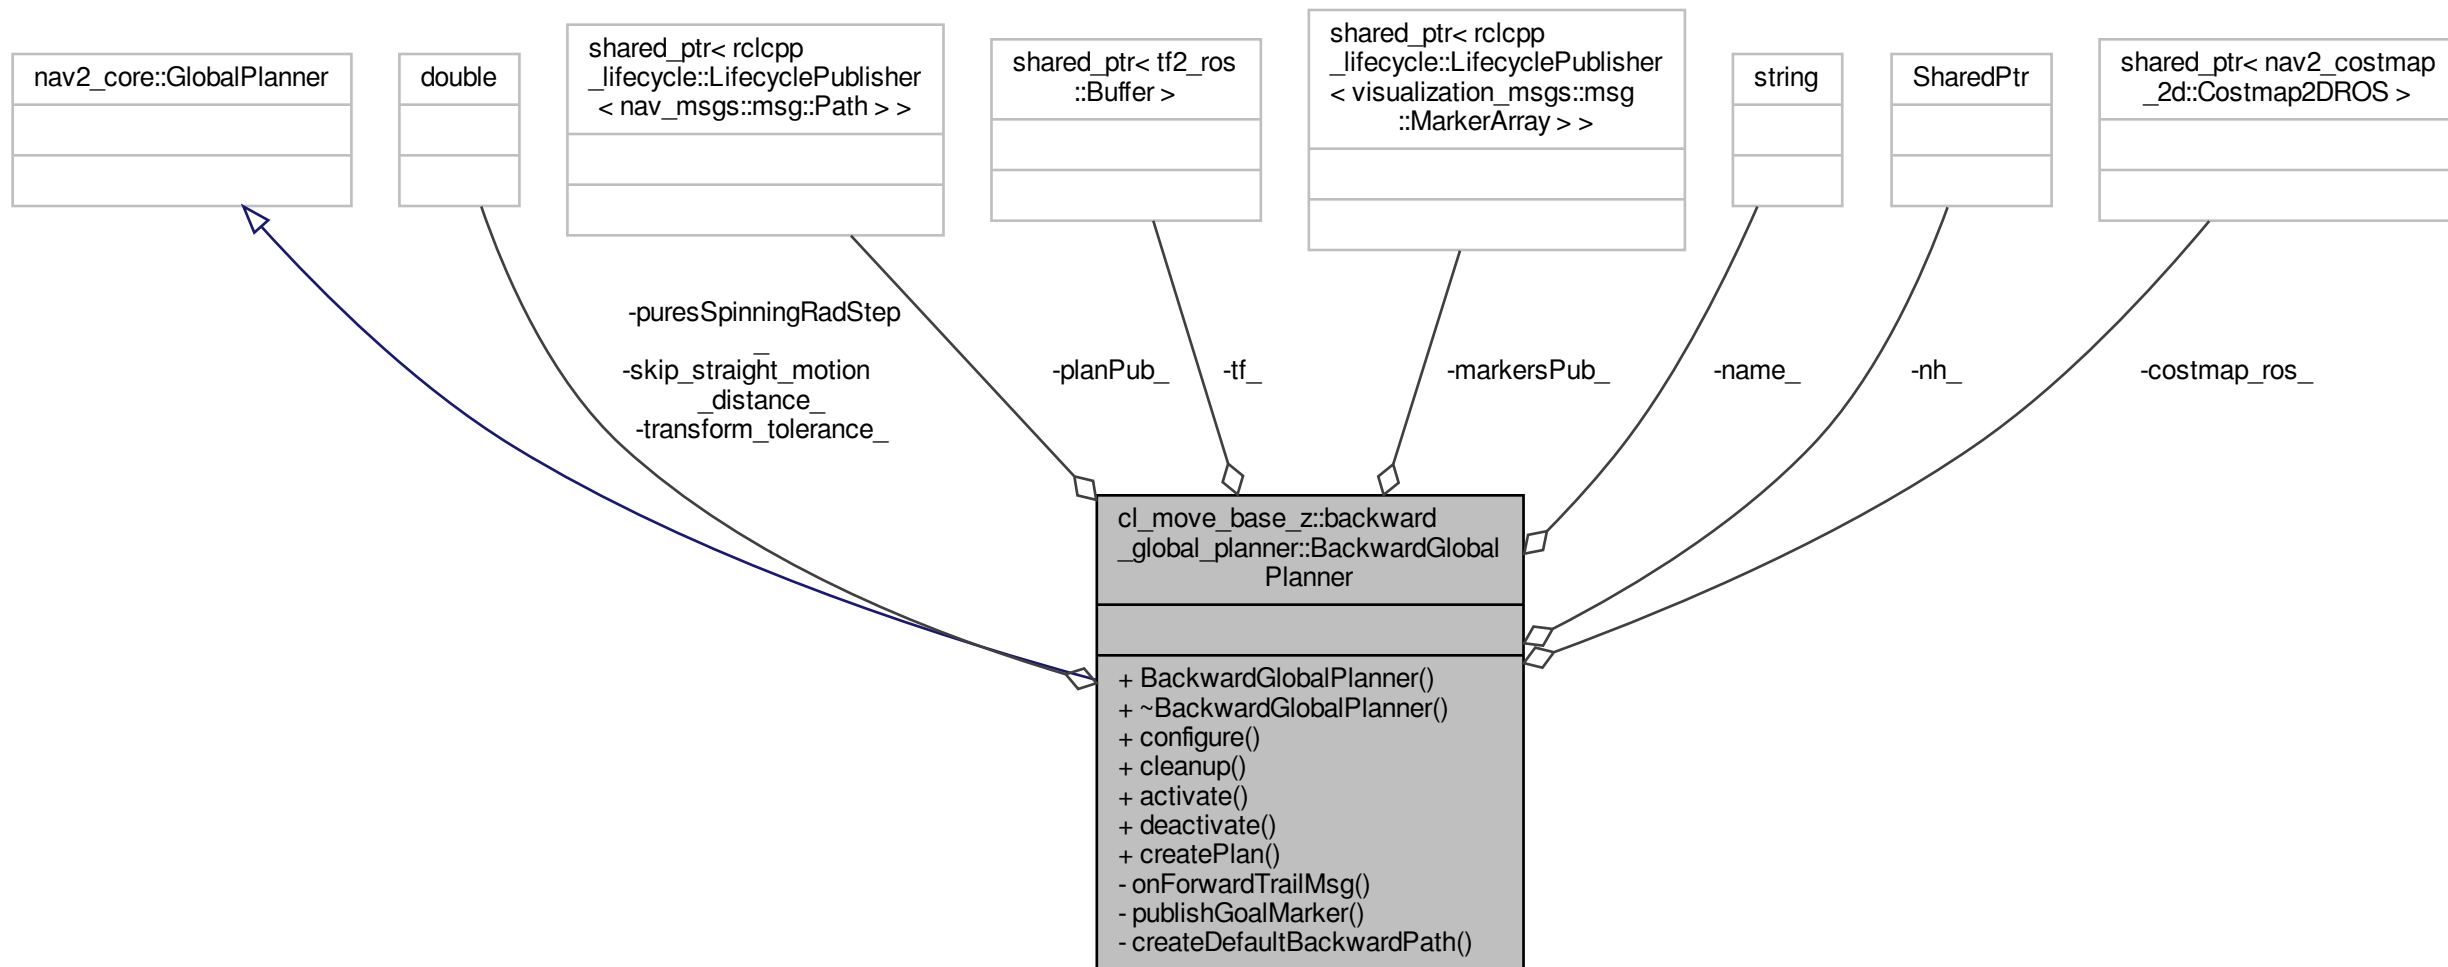 nav2_core::GlobalPlanner
double
shared_ptr< rclcpp
_lifecycle::LifecyclePublisher
< nav_msgs::msg::Path > >
shared_ptr< tf2_ros
::Buffer >
shared_ptr< rclcpp
_lifecycle::LifecyclePublisher
< visualization_msgs::msg
::MarkerArray > >
string
SharedPtr
shared_ptr< nav2_costmap
_2d::Costmap2DROS >
-puresSpinningRadStep
_
-skip_straight_motion
_distance_
-transform_tolerance_
-planPub_
-tf_
-markersPub_
-name_
-nh_
-costmap_ros_
cl_move_base_z::backward
_global_planner::BackwardGlobal
Planner
+ BackwardGlobalPlanner()
+ ~BackwardGlobalPlanner()
+ configure()
+ cleanup()
+ activate()
+ deactivate()
+ createPlan()
- onForwardTrailMsg()
- publishGoalMarker()
- createDefaultBackwardPath()